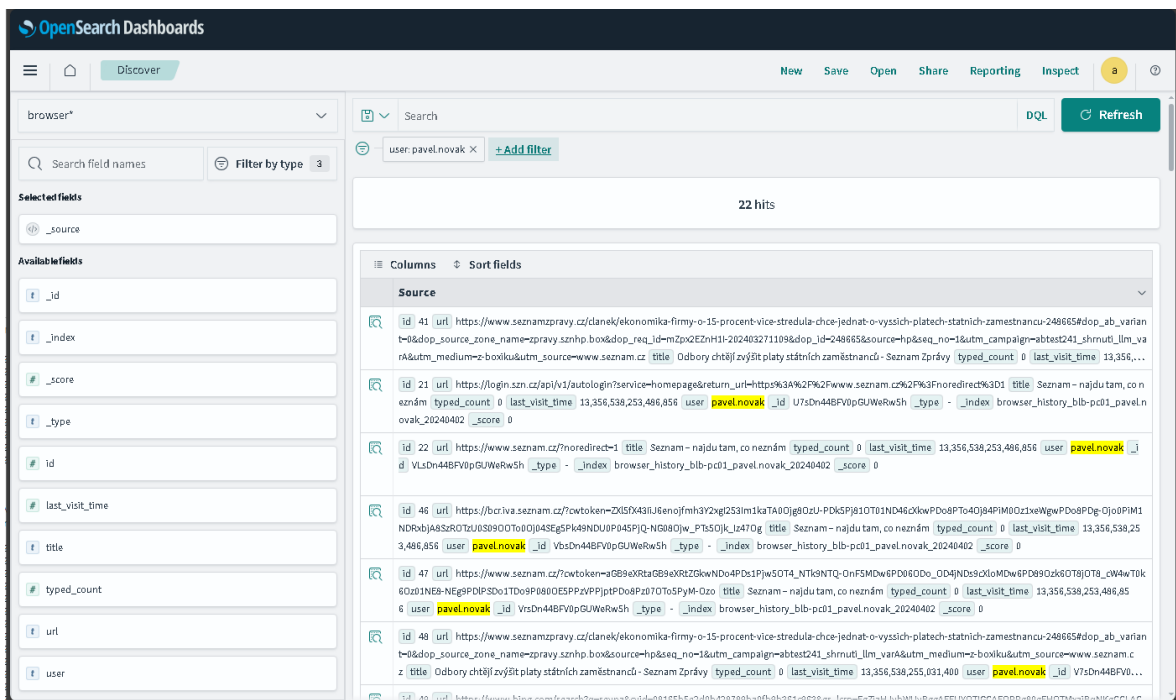 OpenSearch Dashboards
Discover
New Save Open Share Reporting Inspect a
browser*
Search DQL Refresh
user: pavel.novak × + Add filter
Search field names Filter by type 3
22 hits
Selected fields
_source
Available fields
_id
_index
_score
_type
id
last_visit_time
title
typed_count
url
user
Columns Sort fields
Source
id 41 url https://www.seznamzpravy.cz/clanek/ekonomika-firmy-o-15-procent-vice-stredula-chce-jednat-o-vyssich-platech-statnich-zamestnancu-248665#dop_ab_varian
t=0&dop_source_zone_name=zpravy.sznhp.box&dop_req_id=mZpx2EZnH1I-202403271109&dop_id=248665&source=hp&seq_no=1&utm_campaign=abtest241_shrnuti_llm_va
rA&utm_medium=z-boxiku&utm_source=www.seznam.cz title Odbory chtějí zvýšit platy státních zaměstnanců - Seznam Zprávy typed_count 0 last_visit_time 13,356,...
id 21 url https://login.szn.cz/api/v1/autologin?service=homepage&return_url=https%3A%2F%2Fwww.seznam.cz%2F%3Fnoredirect%3D1 title Seznam – najdu tam, co n
eznám typed_count 0 last_visit_time 13,356,538,253,486,856 user pavel.novak _id U7sDn44BFV0pGUWeRw5h _type - _index browser_history_blb-pc01_pavel.n
ovak_20240402 _score 0
id 22 url https://www.seznam.cz/?noredirect=1 title Seznam – najdu tam, co neznám typed_count 0 last_visit_time 13,356,538,253,486,856 user pavel.novak _i
d VLsDn44BFV0pGUWeRw5h _type - _index browser_history_blb-pc01_pavel.novak_20240402 _score 0
id 46 url
title Seznam – najdu tam, co neznám typed_count 0 last_visit_time 13,356,538,25
3,486,856 user pavel.novak _id VbsDn44BFV0pGUWeRw5h _type - _index browser_history_blb-pc01_pavel.novak_20240402 _score 0
id 47 url
title Seznam – najdu tam, co neznám typed_count 0 last_visit_time 13,356,538,253,486,85
6 user pavel.novak _id VrsDn44BFV0pGUWeRw5h _type - _index browser_history_blb-pc01_pavel.novak_20240402 _score 0
id 48 url https://www.seznamzpravy.cz/clanek/ekonomika-firmy-o-15-procent-vice-stredula-chce-jednat-o-vyssich-platech-statnich-zamestnancu-248665#dop_ab_varian
t=0&dop_source_zone_name=zpravy.sznhp.box&source=hp&seq_no=1&utm_campaign=abtest241_shrnuti_llm_varA&utm_medium=z-boxiku&utm_source=www.seznam.c
z title Odbory chtějí zvýšit platy státních zaměstnanců - Seznam Zprávy typed_count 0 last_visit_time 13,356,538,255,031,400 user pavel.novak _id V7sDn44BFV0...